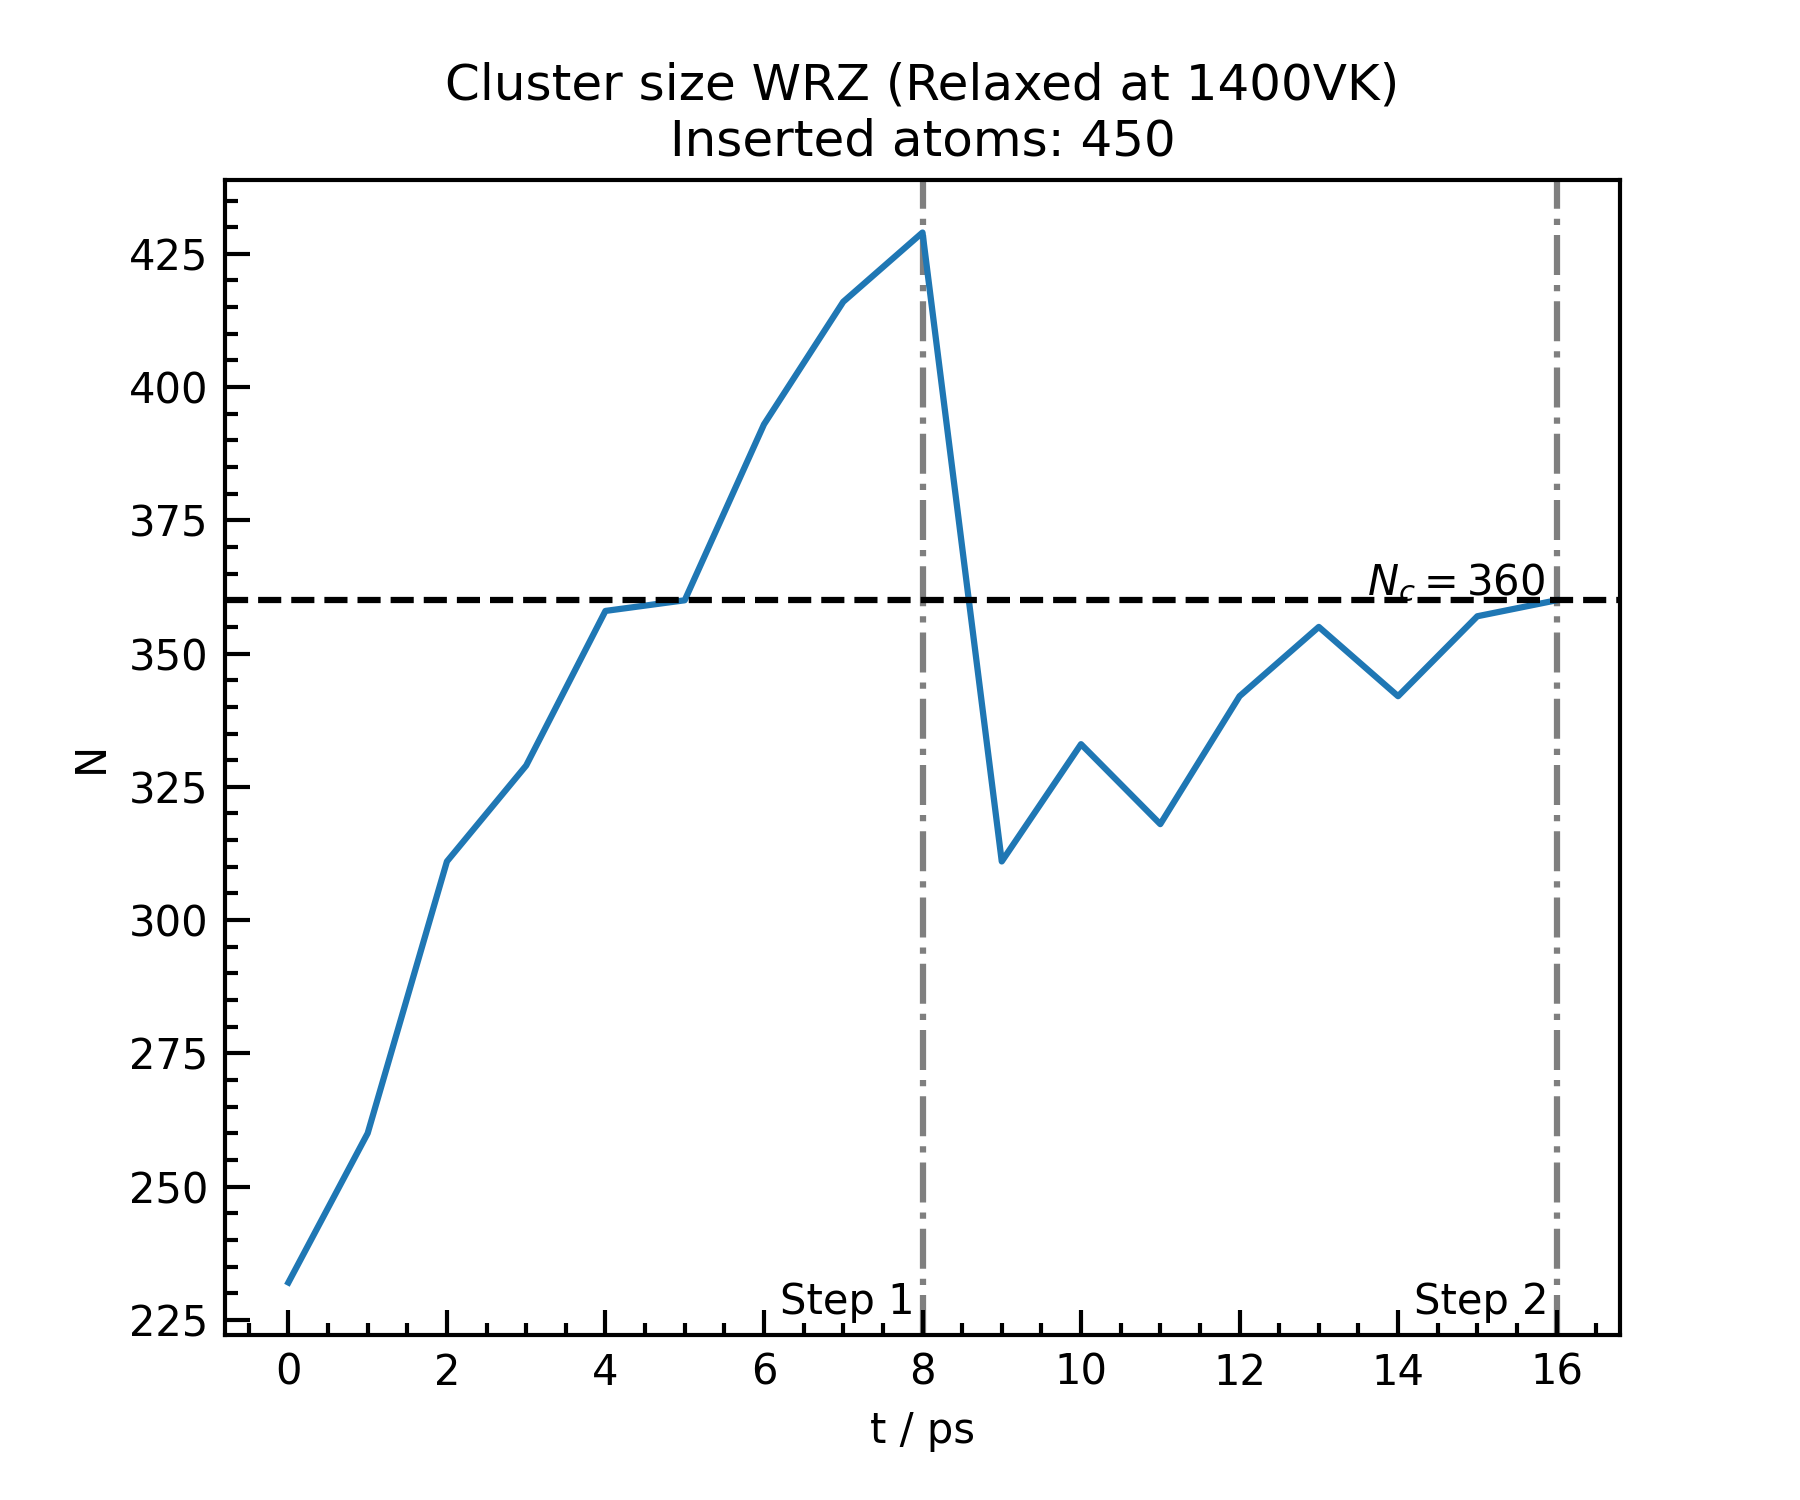 Cluster size WRZ (Relaxed at 1400VK)
Inserted atoms: 450
425
400
375
350
325
300
275
250
225
N
N_c = 360
Step 1
Step 2
0 2 4 6 8 10 12 14 16
t / ps